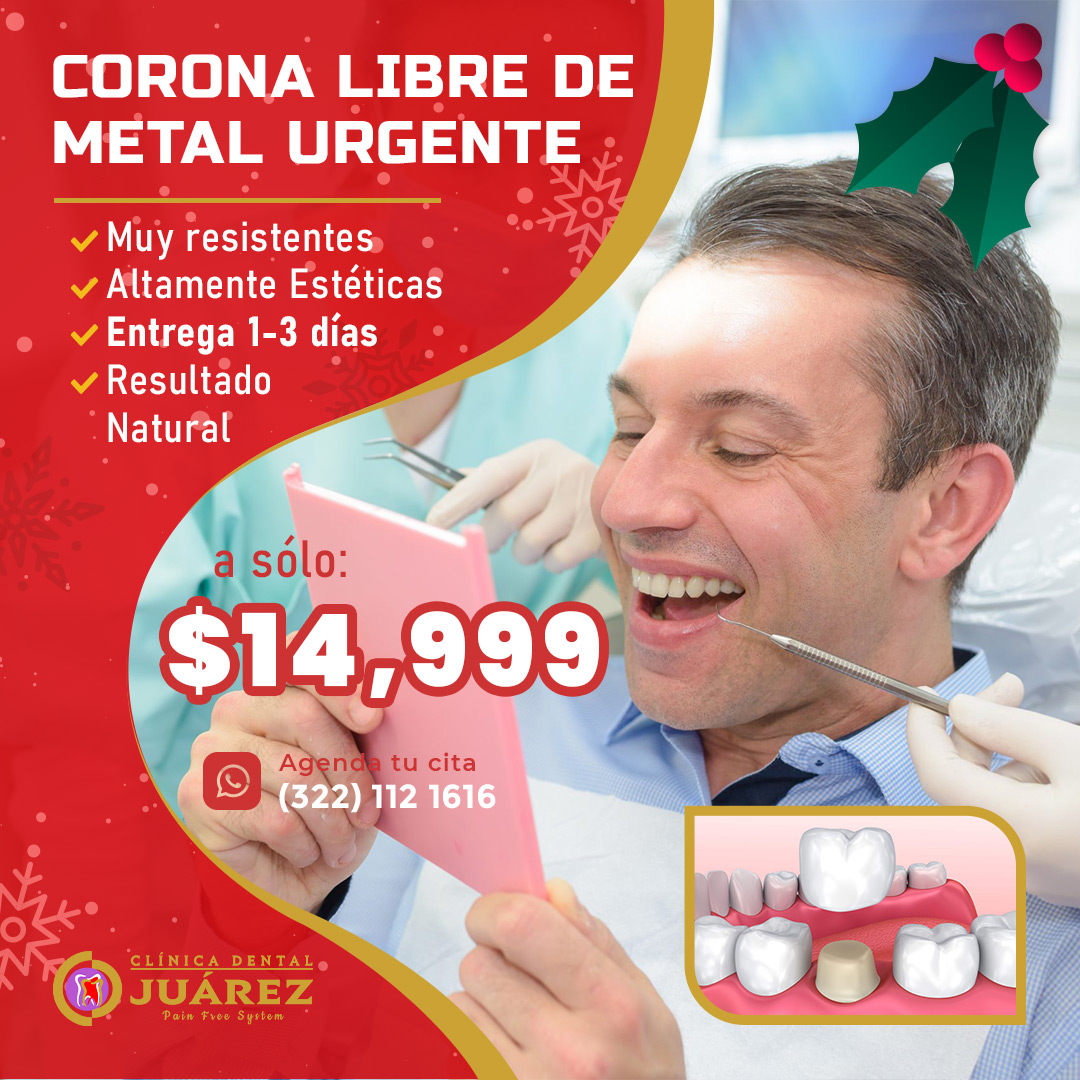 CORONA LIBRE DE
METAL URGENTE
Muy resistentes
Altamente Estéticas
Entrega 1-3 días
Resultado
Natural
a sólo:
$14,999
Agenda tu cita
(322) 112 1616
CLÍNICA DENTAL
JUÁREZ
Pain Free System